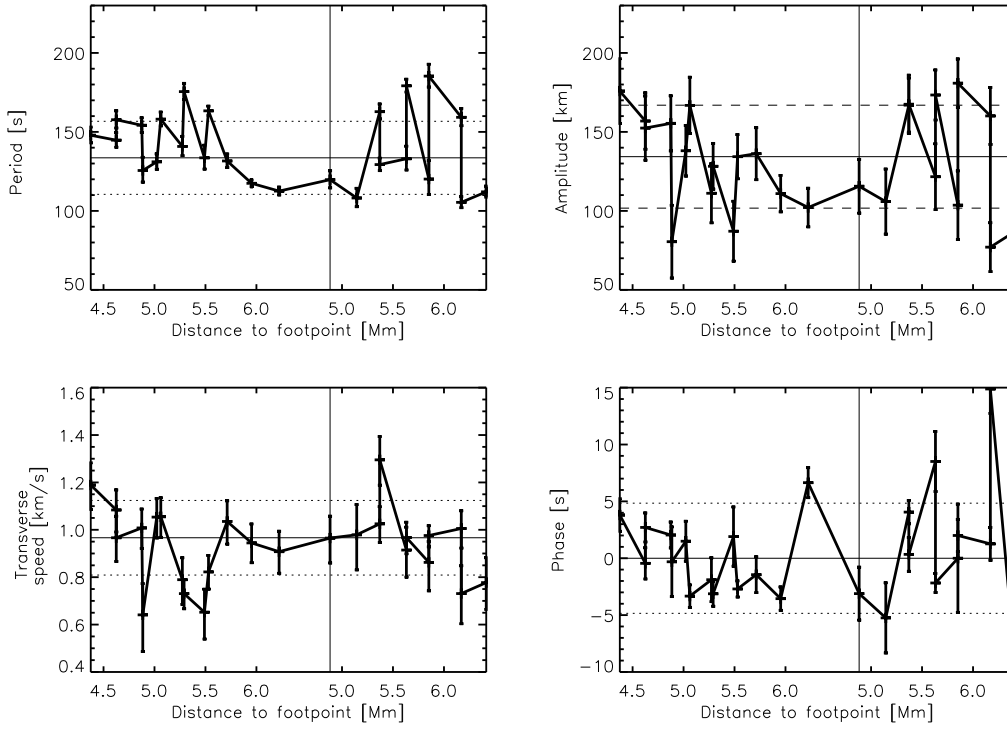 200
150
100
50
Period [s]
4.5 5.0 5.5 6.0 5.0 5.5 6.0
Distance to footpoint [Mm]
200
150
100
50
Amplitude [km]
4.5 5.0 5.5 6.0 5.0 5.5 6.0
Distance to footpoint [Mm]
1.6
1.4
1.2
1.0
0.8
0.6
0.4
Transverse
speed [km/s]
4.5 5.0 5.5 6.0 5.0 5.5 6.0
Distance to footpoint [Mm]
15
10
5
0
−5
−10
Phase [s]
4.5 5.0 5.5 6.0 5.0 5.5 6.0
Distance to footpoint [Mm]